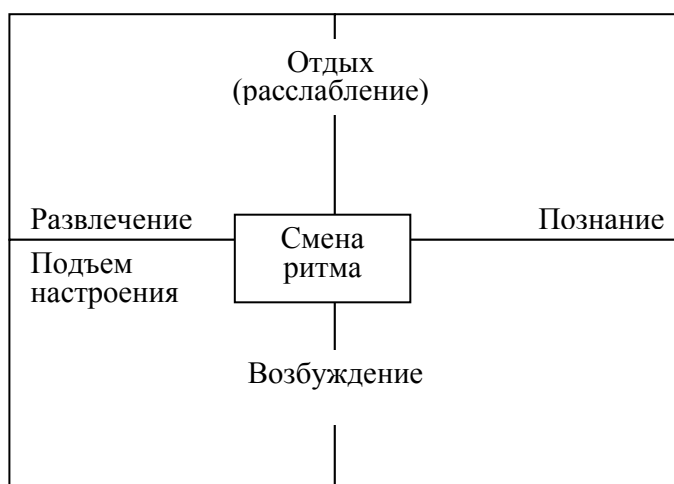 Отдых
(расслабление)
Развлечение
Познание
Смена
ритма
Подъем
настроения
Возбуждение